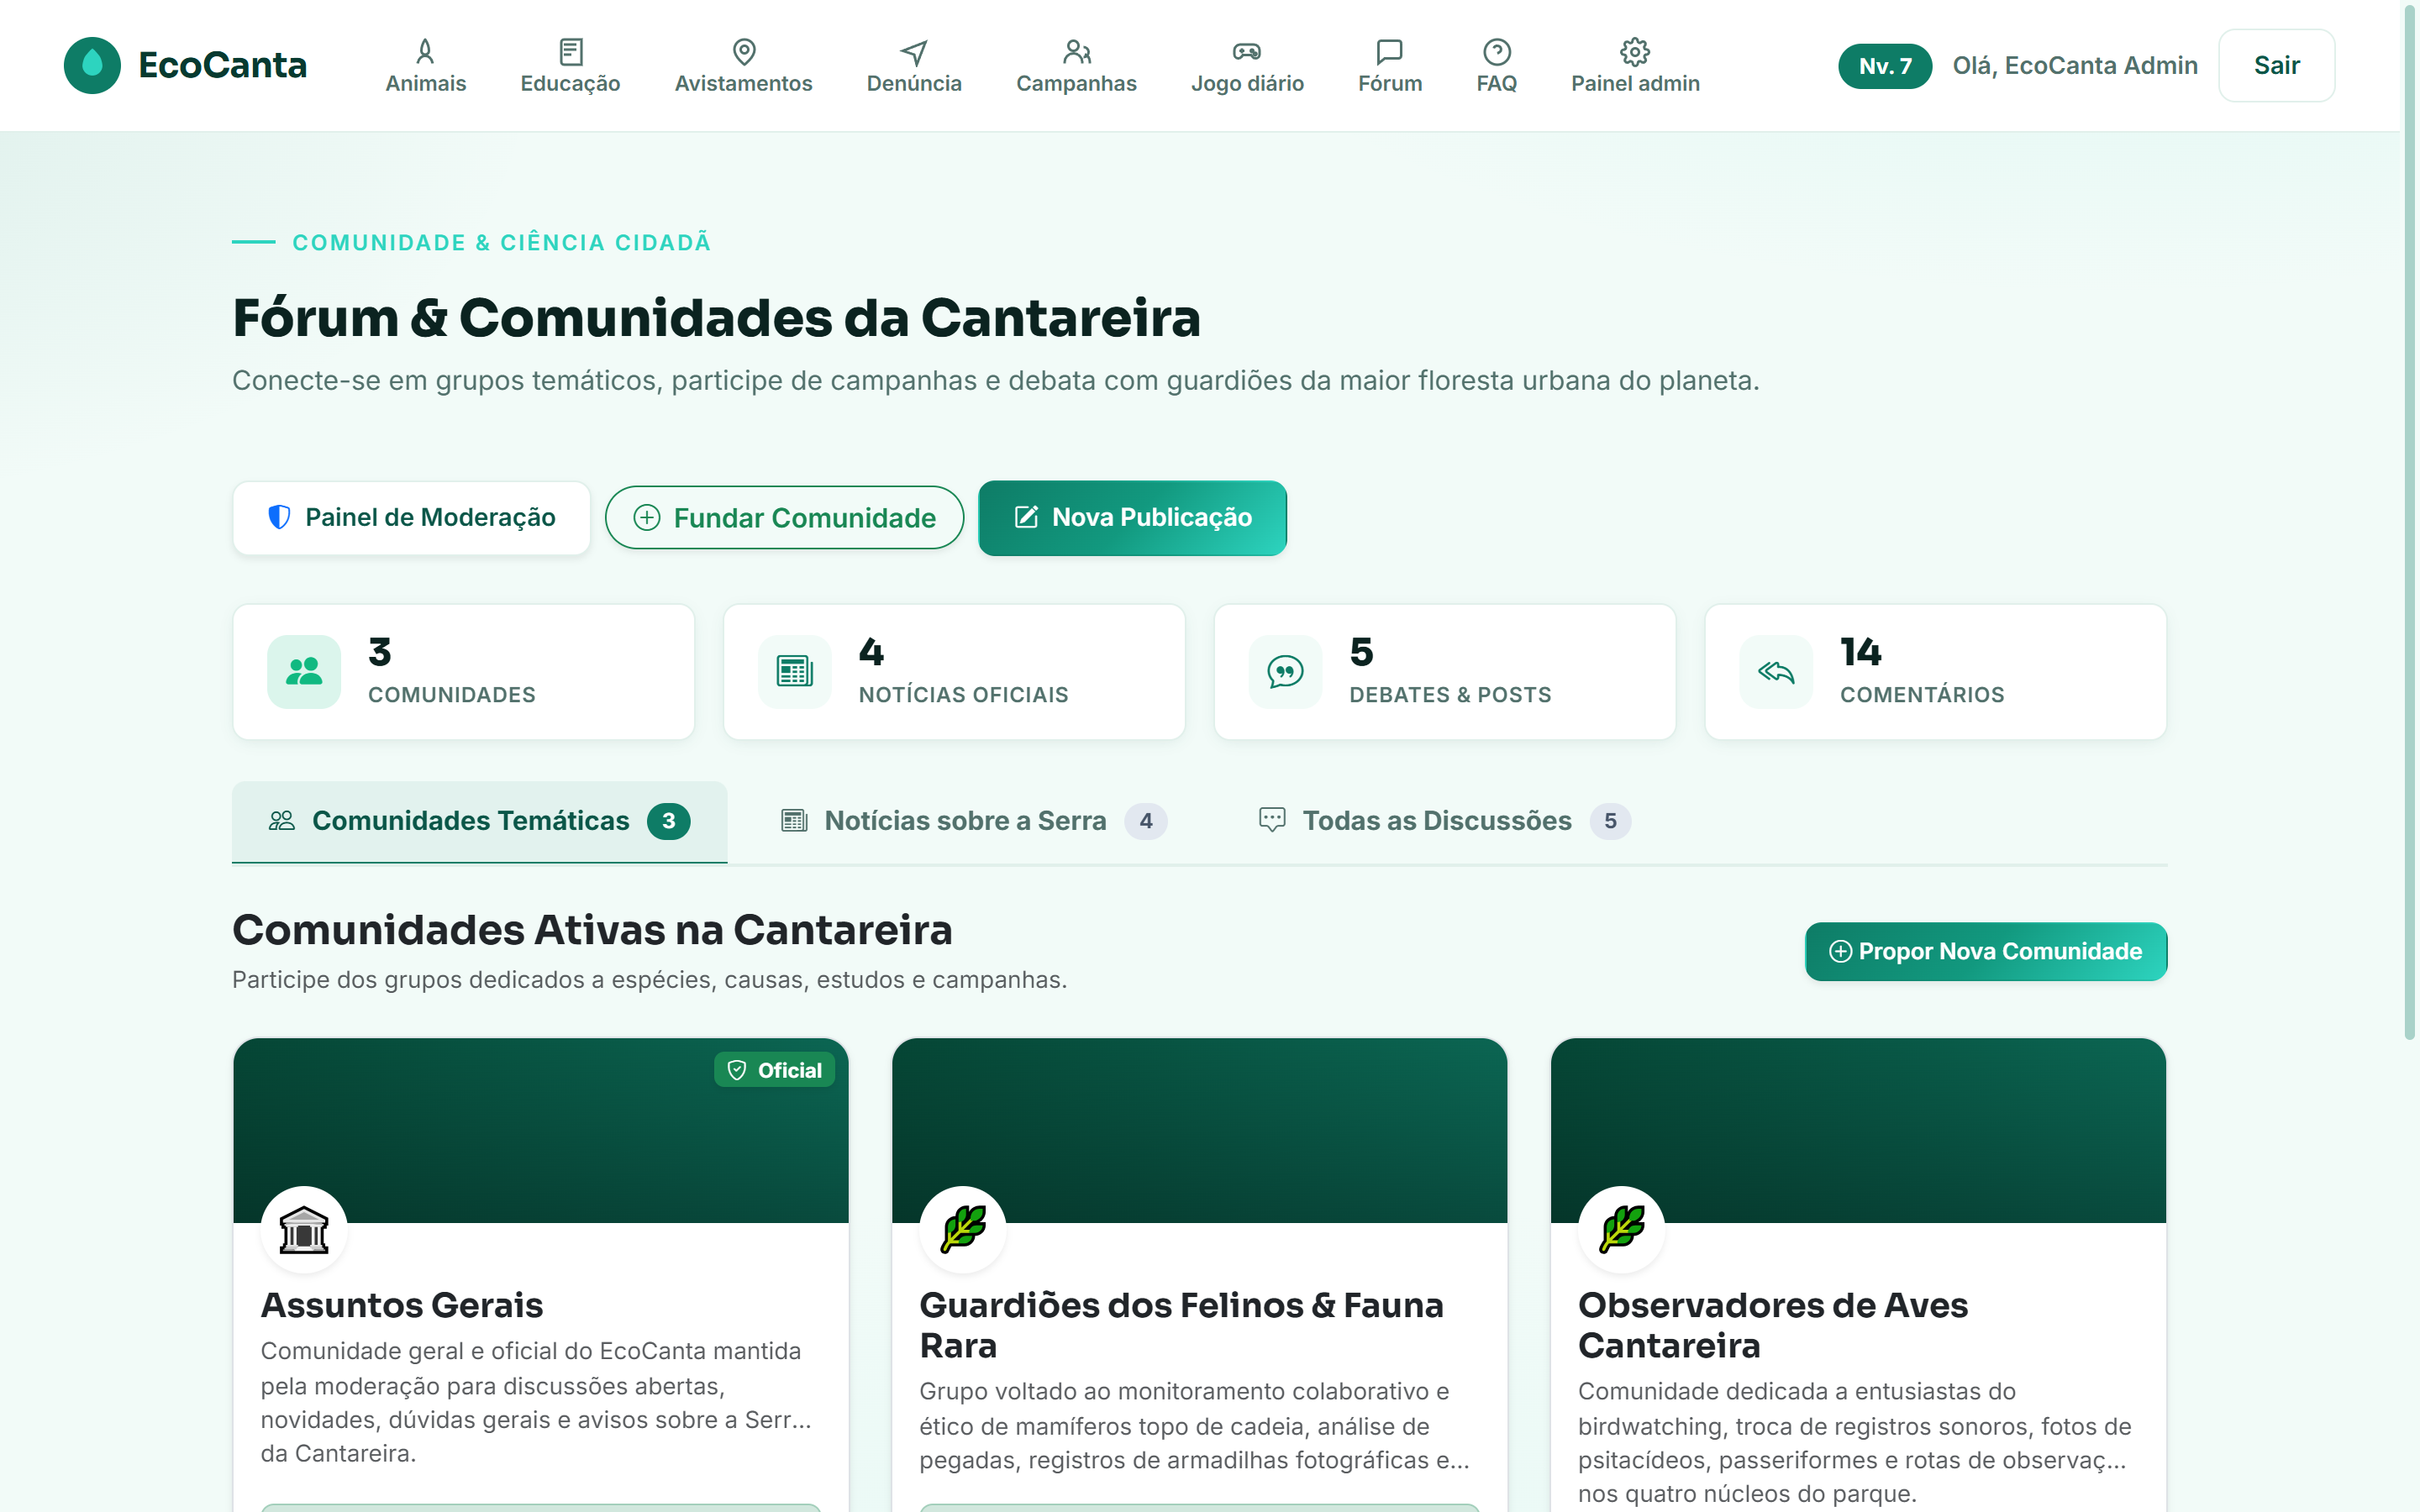 EcoCanta
Animais
Educação
Avistamentos
Denúncia
Campanhas
Jogo diário
Fórum
FAQ
Painel admin
Nv. 7
Olá, EcoCanta Admin
Sair
COMUNIDADE & CIÊNCIA CIDADÃ
Fórum & Comunidades da Cantareira
Conecte-se em grupos temáticos, participe de campanhas e debata com guardiões da maior floresta urbana do planeta.
Painel de Moderação
Fundar Comunidade
Nova Publicação
3
COMUNIDADES
4
NOTÍCIAS OFICIAIS
5
DEBATES & POSTS
14
COMENTÁRIOS
Comunidades Temáticas 3
Notícias sobre a Serra 4
Todas as Discussões 5
Comunidades Ativas na Cantareira
Participe dos grupos dedicados a espécies, causas, estudos e campanhas.
Propor Nova Comunidade
Oficial
Assuntos Gerais
Comunidade geral e oficial do EcoCanta mantida
pela moderação para discussões abertas,
novidades, dúvidas gerais e avisos sobre a Serr...
da Cantareira.
Guardiões dos Felinos & Fauna
Rara
Grupo voltado ao monitoramento colaborativo e
ético de mamíferos topo de cadeia, análise de
pegadas, registros de armadilhas fotográficas e...
Observadores de Aves
Cantareira
Comunidade dedicada a entusiastas do
birdwatching, troca de registros sonoros, fotos de
psitacídeos, passeriformes e rotas de observaç...
nos quatro núcleos do parque.